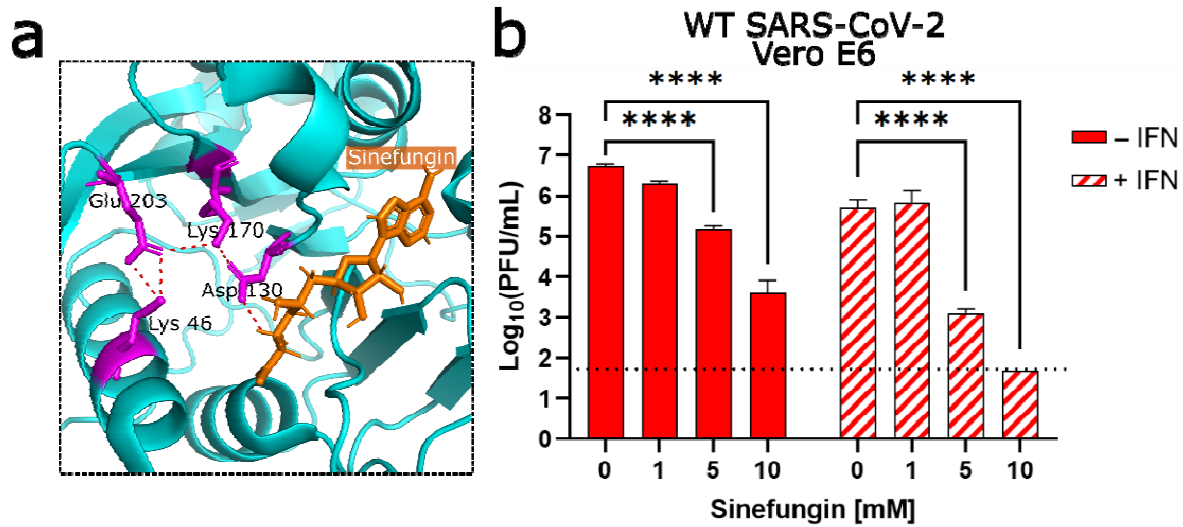 a
Sinefungin
Glu 203
Lys 170
Asp 130
Lys 46
b
WT SARS-CoV-2
Vero E6
**** ****
**** ****
8
7
6
5
4
3
2
1
0
Log10(PFU/mL)
0 1 5 10 0 1 5 10
Sinefungin [mM]
– IFN
+ IFN